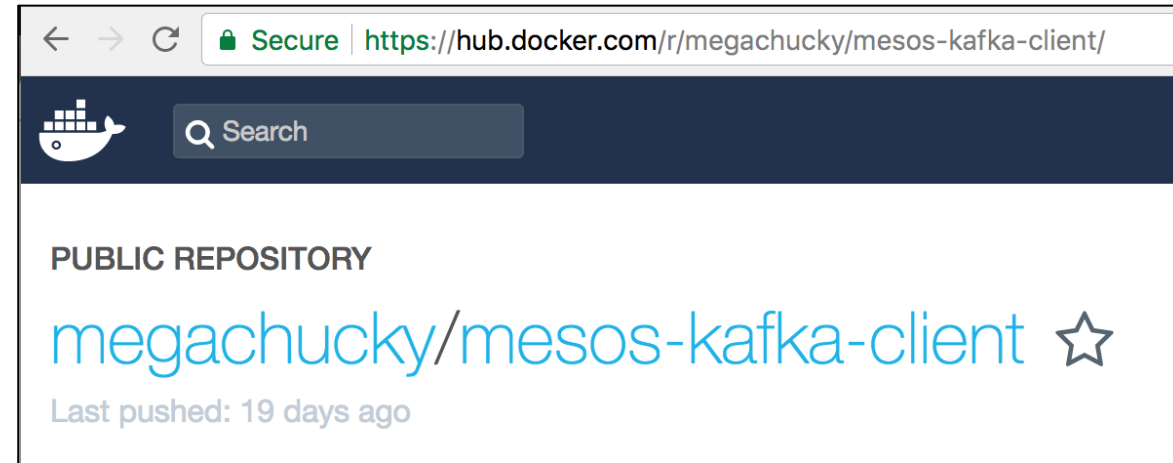 Secure https://hub.docker.com/r/megachucky/mesos-kafka-client/
Search
PUBLIC REPOSITORY
megachucky/mesos-kafka-client
Last pushed: 19 days ago